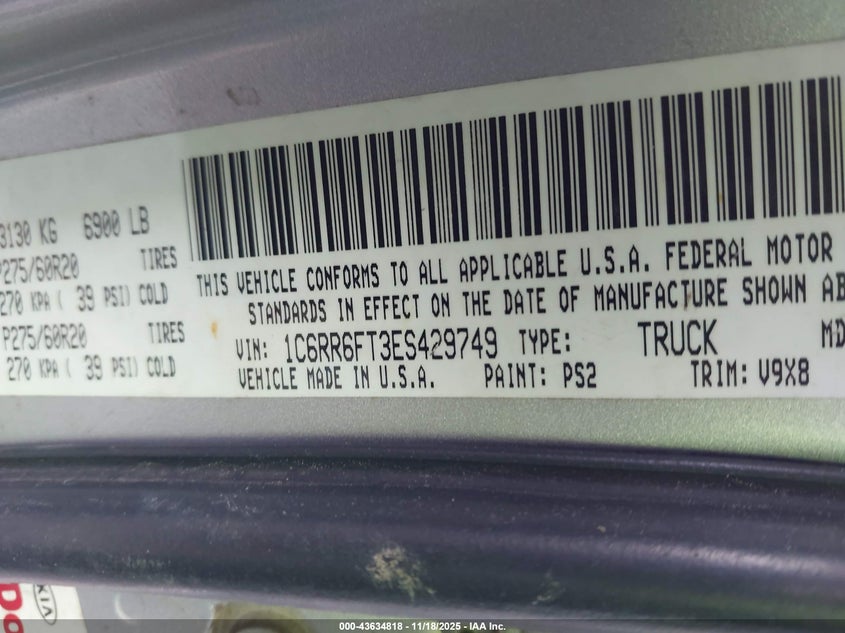 3130 KG 6900 LB
P275/60R20 TIRES
270 KPA ( 39 PSI) COLD
P275/60R20 TIRES
270 KPA ( 39 PSI) COLD
THIS VEHICLE CONFORMS TO ALL APPLICABLE U.S.A. FEDERAL MOTOR
STANDARDS IN EFFECT ON THE DATE OF MANUFACTURE SHOWN AB
VIN: 1C6RR6FT3ES429749 TYPE: TRUCK MD
VEHICLE MADE IN U.S.A. PAINT: PS2 TRIM: V9X8
KIA
Do
000-43634818 - 11/18/2025 - IAA Inc.